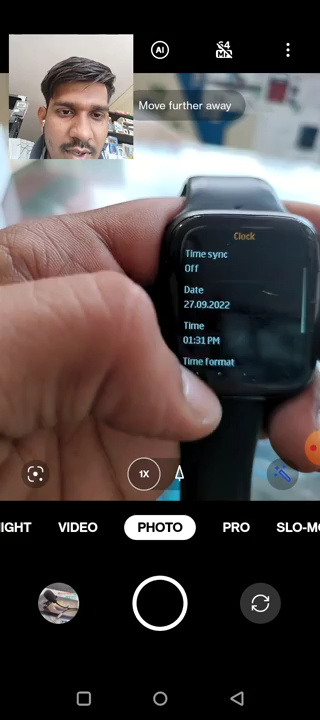 AI
64
MP
Move further away
Clock
Time sync
Off
Date
27.09.2022
Time
01:31 PM
Time format
1X
IGHT
VIDEO
PHOTO
PRO
SLO-MO